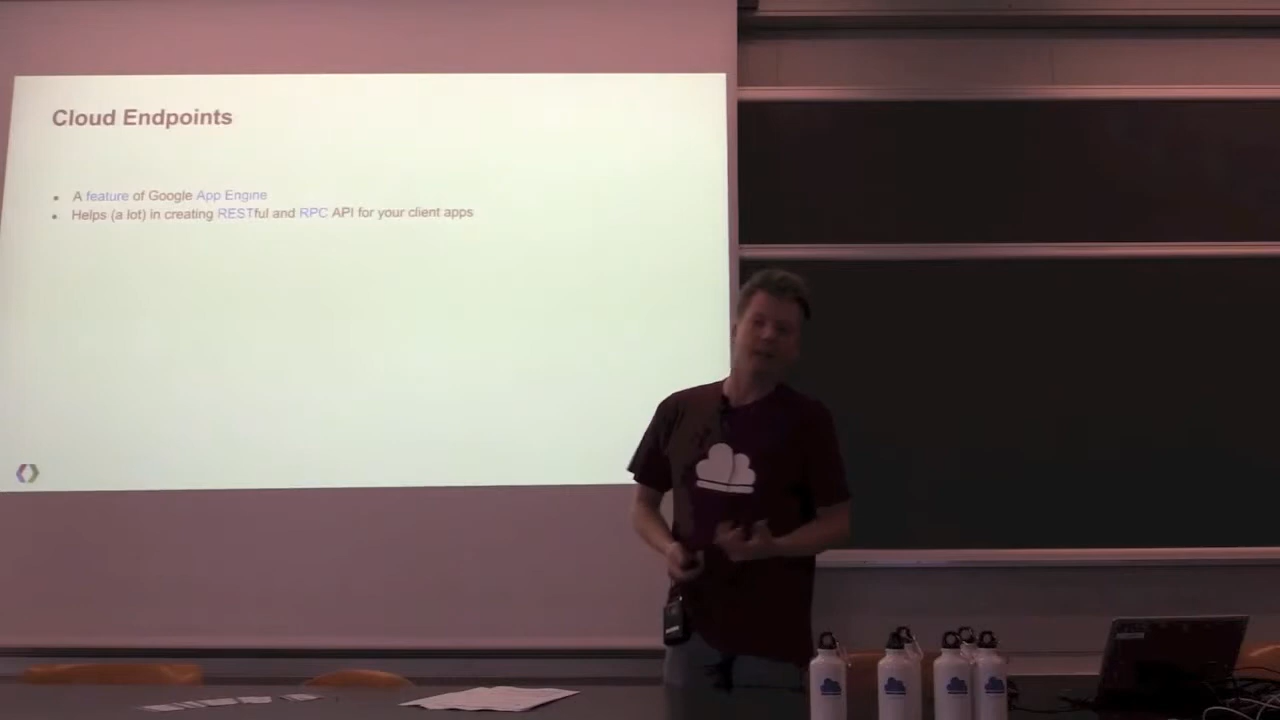 Cloud Endpoints
A feature of Google App Engine
Helps (a lot) in creating RESTful and RPC API for your client apps